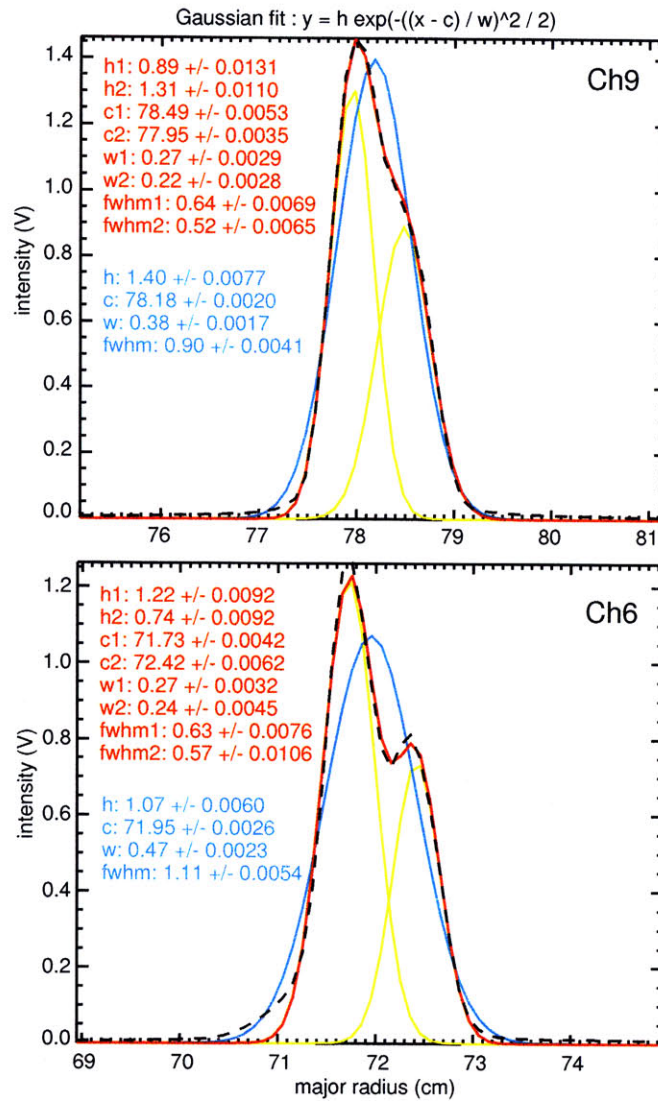 Gaussian fit : y = h exp(-((x - c) / w)^2 / 2)
Ch9
h1: 0.89 +/- 0.0131
h2: 1.31 +/- 0.0110
c1: 78.49 +/- 0.0053
c2: 77.95 +/- 0.0035
w1: 0.27 +/- 0.0029
w2: 0.22 +/- 0.0028
fwhm1: 0.64 +/- 0.0069
fwhm2: 0.52 +/- 0.0065
h: 1.40 +/- 0.0077
c: 78.18 +/- 0.0020
w: 0.38 +/- 0.0017
fwhm: 0.90 +/- 0.0041
intensity (V)
1.4
1.2
1.0
0.8
0.6
0.4
0.2
0.0
76 77 78 79 80 81
Ch6
h1: 1.22 +/- 0.0092
h2: 0.74 +/- 0.0092
c1: 71.73 +/- 0.0042
c2: 72.42 +/- 0.0062
w1: 0.27 +/- 0.0032
w2: 0.24 +/- 0.0045
fwhm1: 0.63 +/- 0.0076
fwhm2: 0.57 +/- 0.0106
h: 1.07 +/- 0.0060
c: 71.95 +/- 0.0026
w: 0.47 +/- 0.0023
fwhm: 1.11 +/- 0.0054
intensity (V)
1.2
1.0
0.8
0.6
0.4
0.2
0.0
69 70 71 72 73 74
major radius (cm)